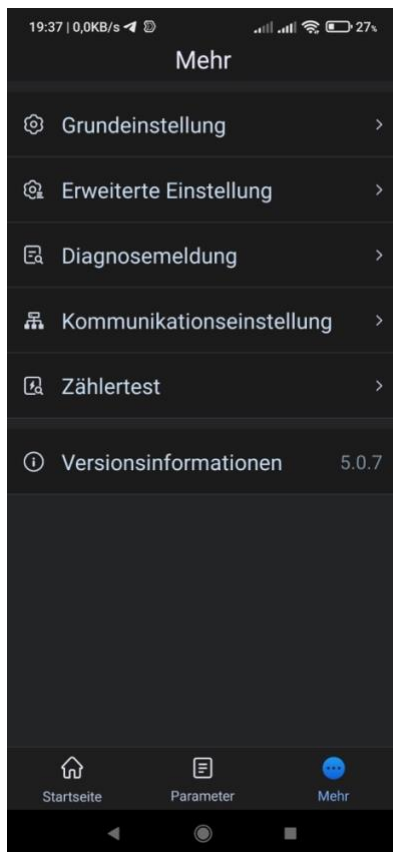 19:37 | 0,0KB/s 27%
Mehr
Grundeinstellung
Erweiterte Einstellung
Diagnosemeldung
Kommunikationseinstellung
Zählertest
Versionsinformationen 5.0.7
Startseite Parameter Mehr